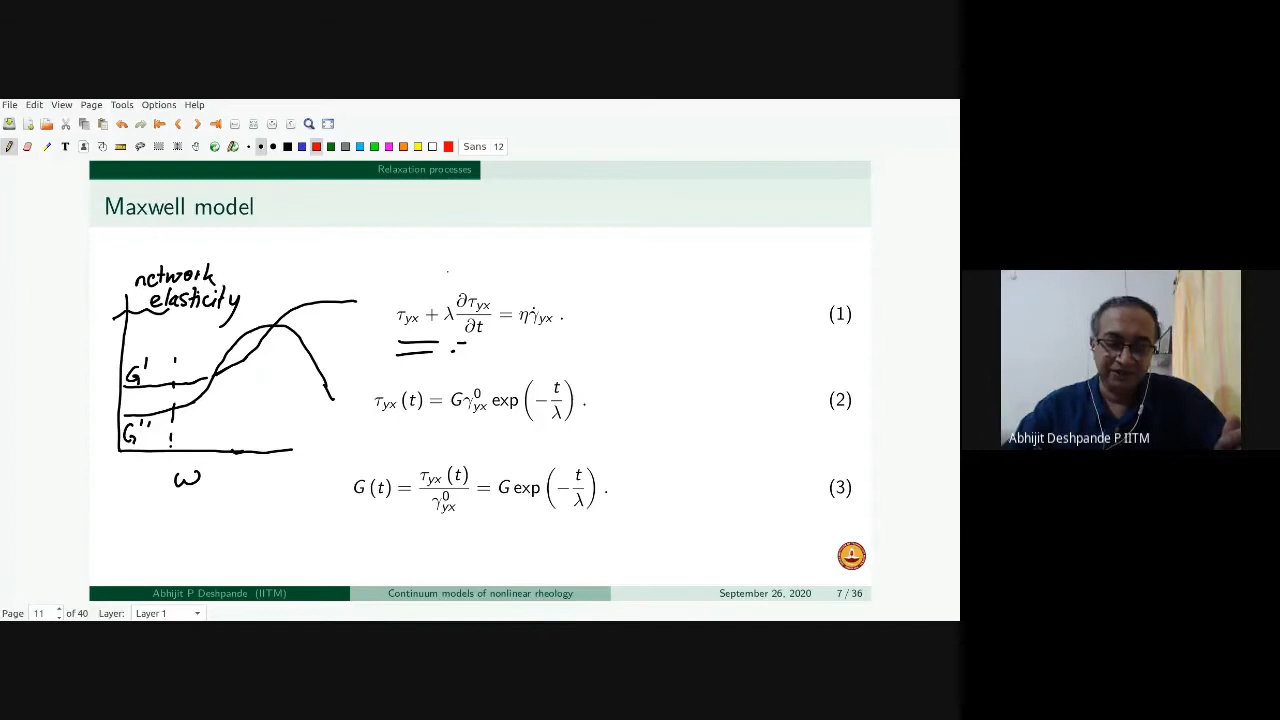 File Edit View Page Tools Options Help
Sans 12
Relaxation processes
Maxwell model
network
elasticity
G'
G''
ω
τyx + λ ∂τyx/∂t = ηγ̇yx . (1)
τyx (t) = Gγ⁰yx exp(−t/λ) . (2)
G (t) = τyx (t)/γ⁰yx = G exp(−t/λ) . (3)
Abhijit P Deshpande (IITM) Continuum models of nonlinear rheology September 26, 2020 7 / 36
Page 11 of 40 Layer: Layer 1
Abhijit Deshpande P IITM